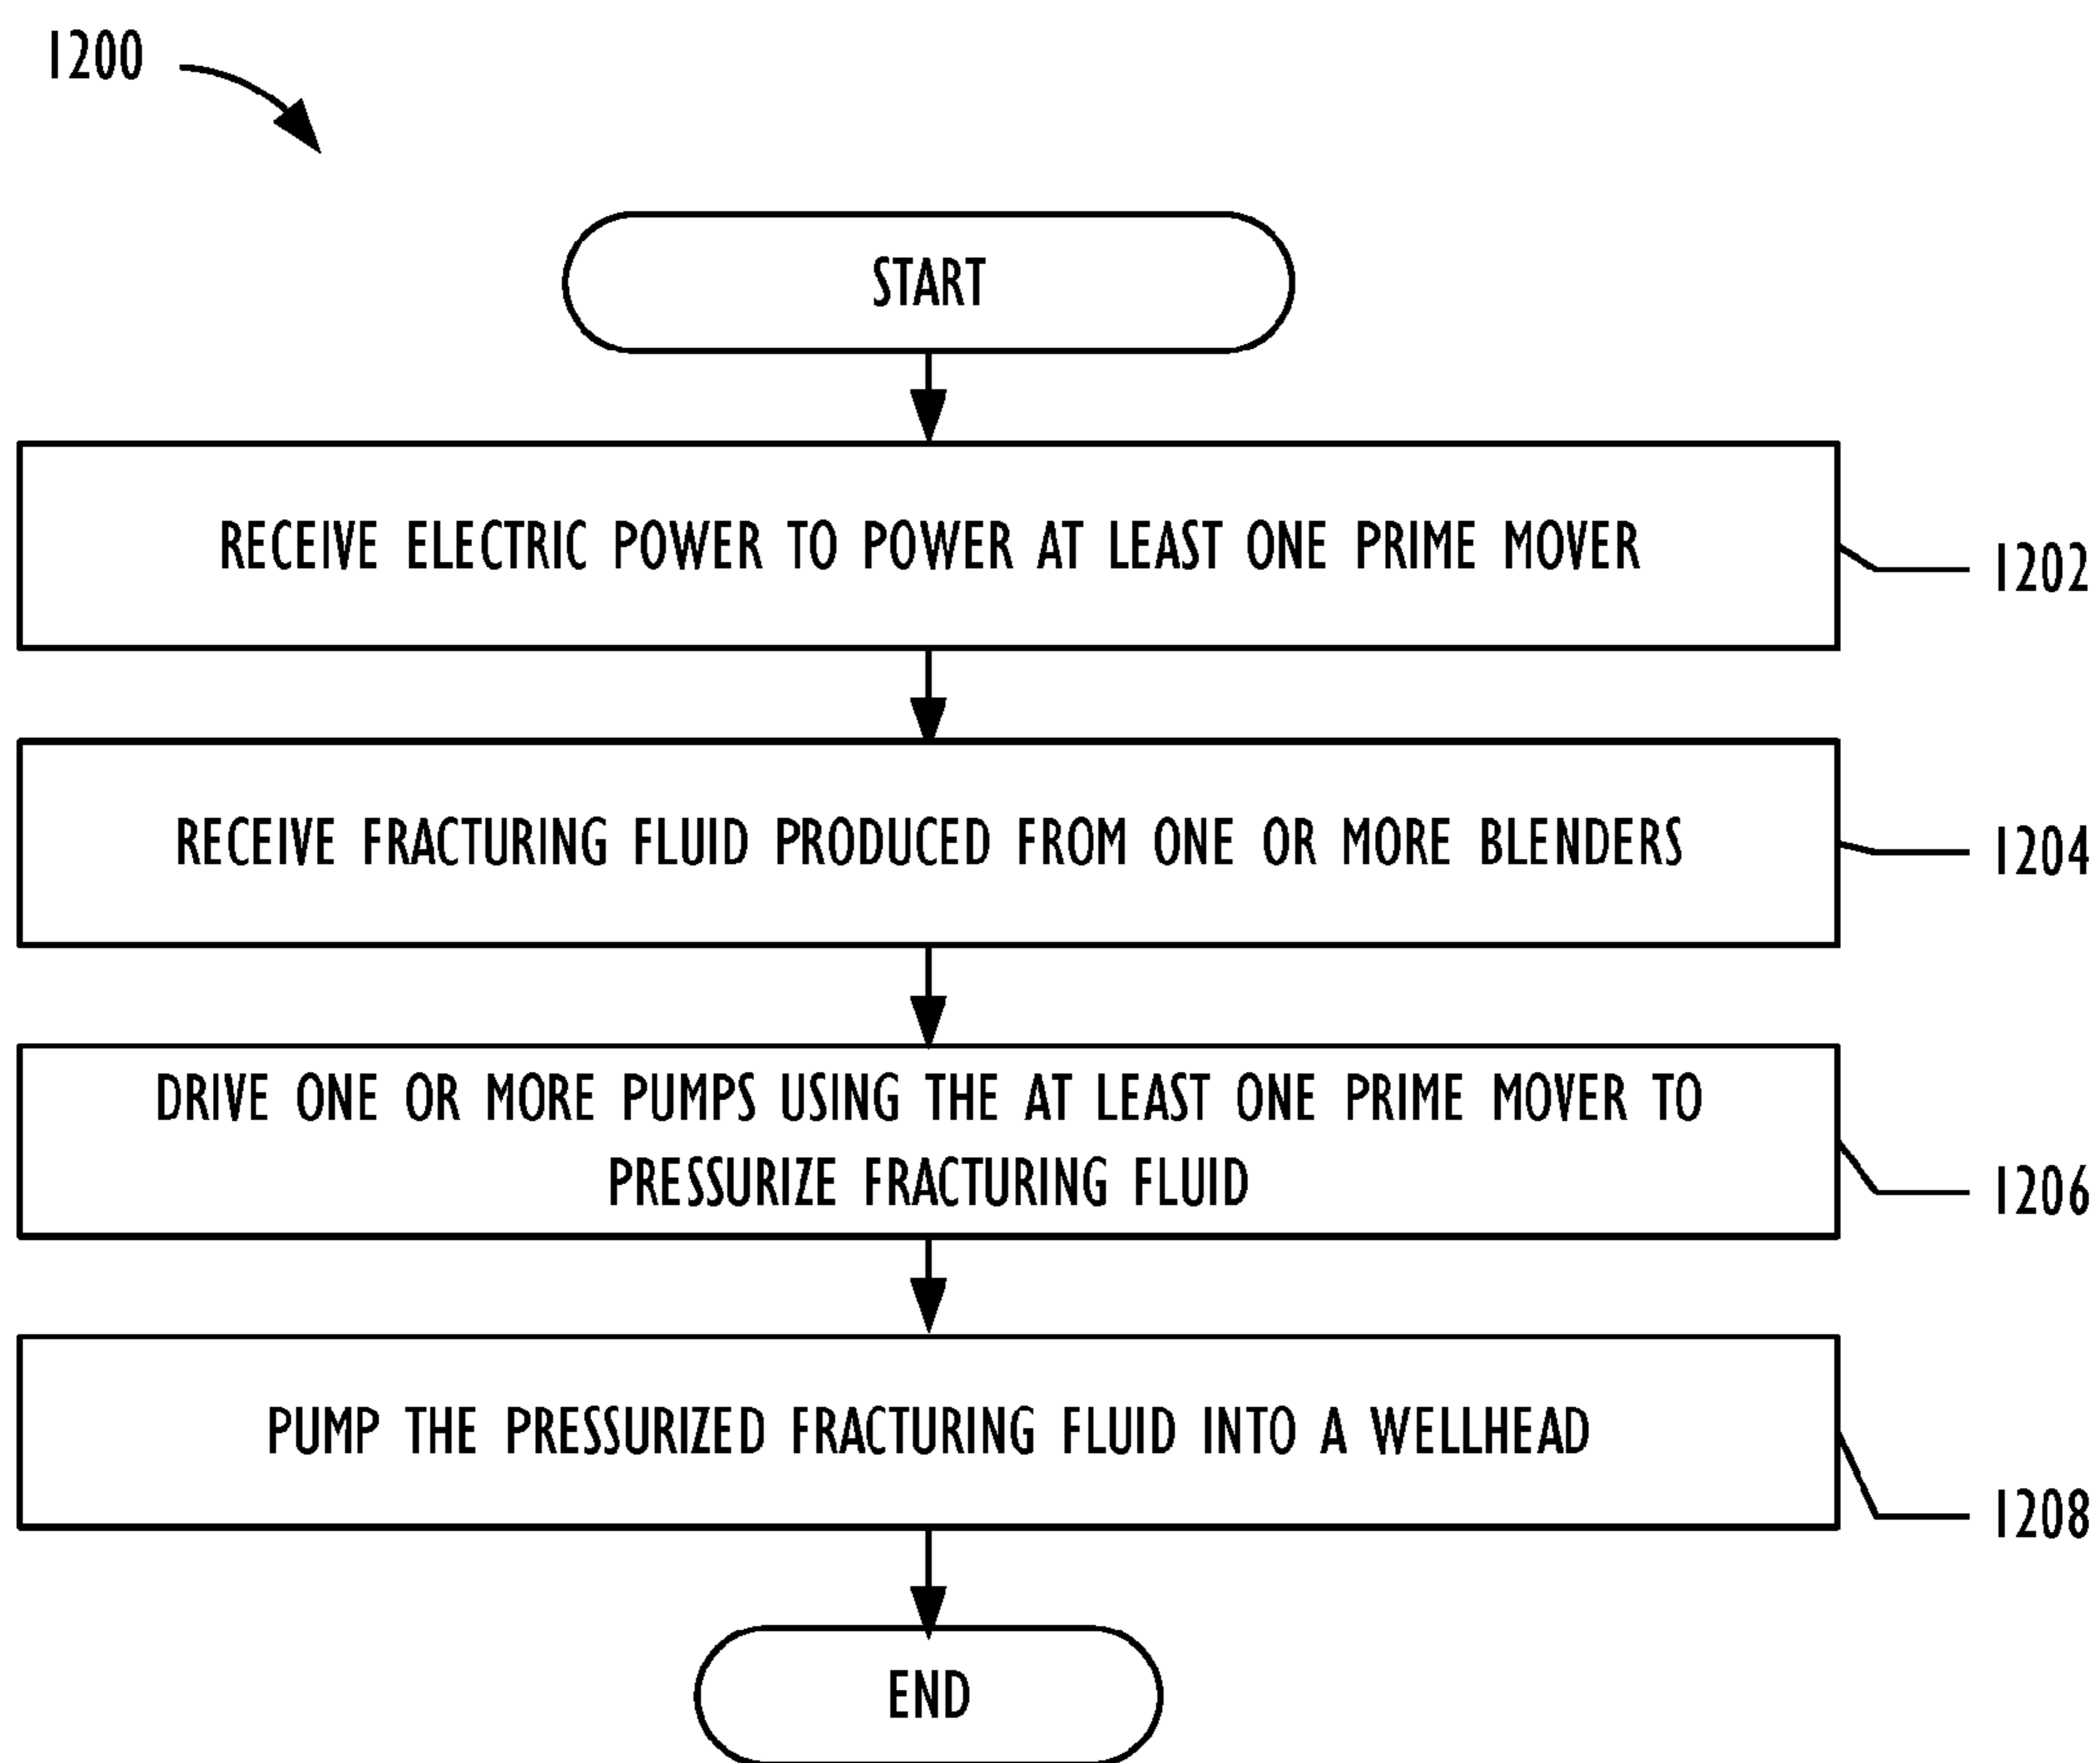 1200
START
RECEIVE ELECTRIC POWER TO POWER AT LEAST ONE PRIME MOVER
1202
RECEIVE FRACTURING FLUID PRODUCED FROM ONE OR MORE BLENDERS
1204
DRIVE ONE OR MORE PUMPS USING THE AT LEAST ONE PRIME MOVER TO
PRESSURIZE FRACTURING FLUID
1206
PUMP THE PRESSURIZED FRACTURING FLUID INTO A WELLHEAD
1208
END